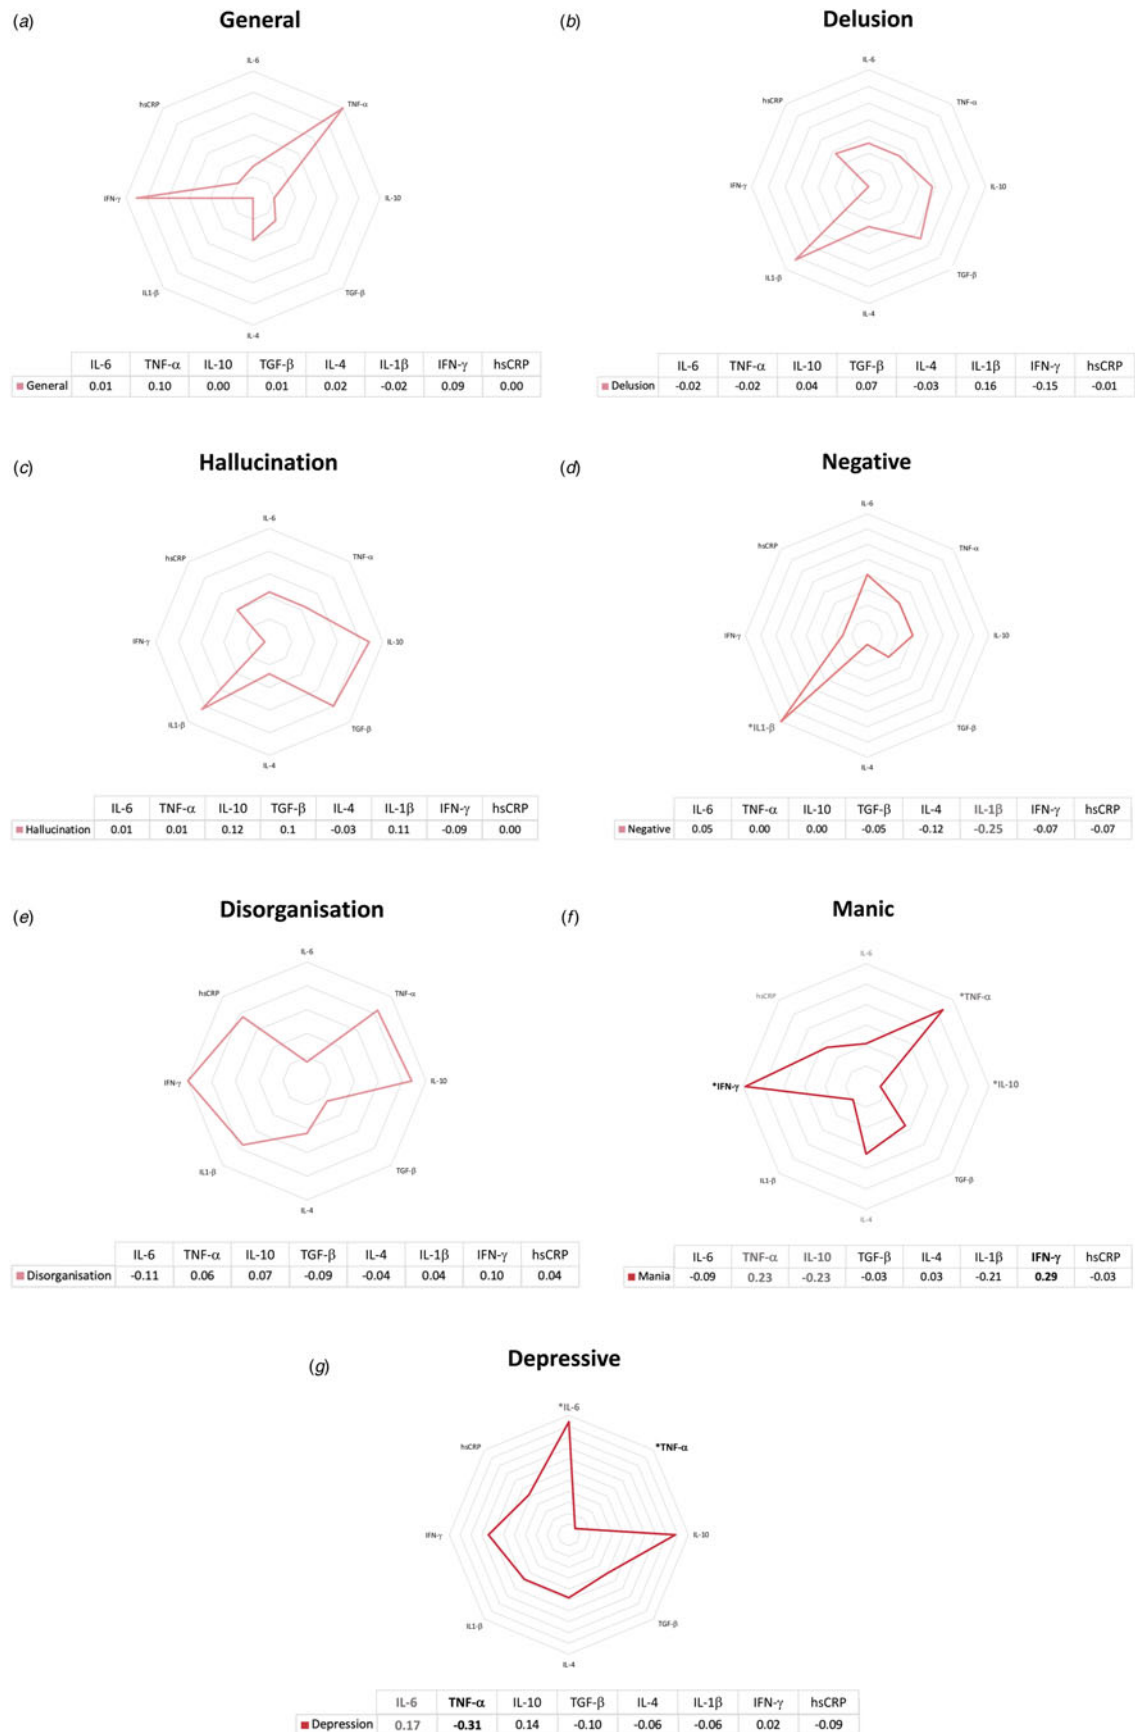 (a) General
IL-6
hsCRP TNF-α
IFN-γ IL-10
IL1-β TGF-β
IL-4
IL-6 TNF-α IL-10 TGF-β IL-4 IL-1β IFN-γ hsCRP
General 0.01 0.10 0.00 0.01 0.02 -0.02 0.09 0.00
(b) Delusion
IL-6
hsCRP TNF-α
IFN-γ IL-10
IL1-β TGF-β
IL-4
IL-6 TNF-α IL-10 TGF-β IL-4 IL-1β IFN-γ hsCRP
Delusion -0.02 -0.02 0.04 0.07 -0.03 0.16 -0.15 -0.01
(c) Hallucination
IL-6
hsCRP TNF-α
IFN-γ IL-10
IL1-β TGF-β
IL-4
IL-6 TNF-α IL-10 TGF-β IL-4 IL-1β IFN-γ hsCRP
Hallucination 0.01 0.01 0.12 0.1 -0.03 0.11 -0.09 0.00
(d) Negative
IL-6
hsCRP TNF-α
IFN-γ IL-10
*IL1-β TGF-β
IL-4
IL-6 TNF-α IL-10 TGF-β IL-4 IL-1β IFN-γ hsCRP
Negative 0.05 0.00 0.00 -0.05 -0.12 -0.25 -0.07 -0.07
(e) Disorganisation
IL-6
hsCRP TNF-α
IFN-γ IL-10
IL1-β TGF-β
IL-4
IL-6 TNF-α IL-10 TGF-β IL-4 IL-1β IFN-γ hsCRP
Disorganisation -0.11 0.06 0.07 -0.09 -0.04 0.04 0.10 0.04
(f) Manic
IL-6
hsCRP *TNF-α
*IFN-γ *IL-10
IL1-β TGF-β
IL-4
IL-6 TNF-α IL-10 TGF-β IL-4 IL-1β IFN-γ hsCRP
Mania -0.09 0.23 -0.23 -0.03 0.03 -0.21 0.29 -0.03
(g) Depressive
*IL-6
hsCRP *TNF-α
IFN-γ IL-10
IL1-β TGF-β
IL-4
IL-6 TNF-α IL-10 TGF-β IL-4 IL-1β IFN-γ hsCRP
Depression 0.17 -0.31 0.14 -0.10 -0.06 -0.06 0.02 -0.09